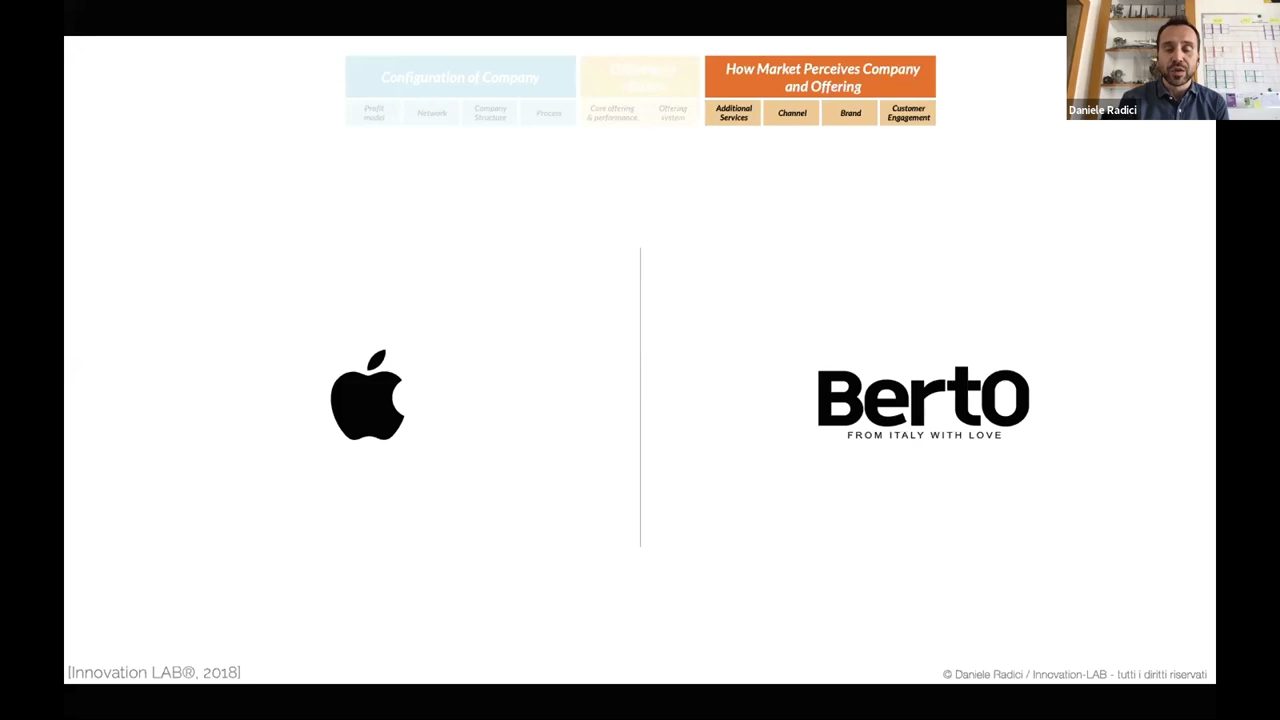 Configuration of Company
How Market Perceives Company
and Offering
Profit
model
Network
Company
Structure
Process
Core offering
& performance
Offering
system
Additional
Services
Channel
Brand
Customer
Engagement
Daniele Radici
BertO
FROM ITALY WITH LOVE
[Innovation LAB®, 2018]
© Daniele Radici / Innovation-LAB - tutti i diritti riservati